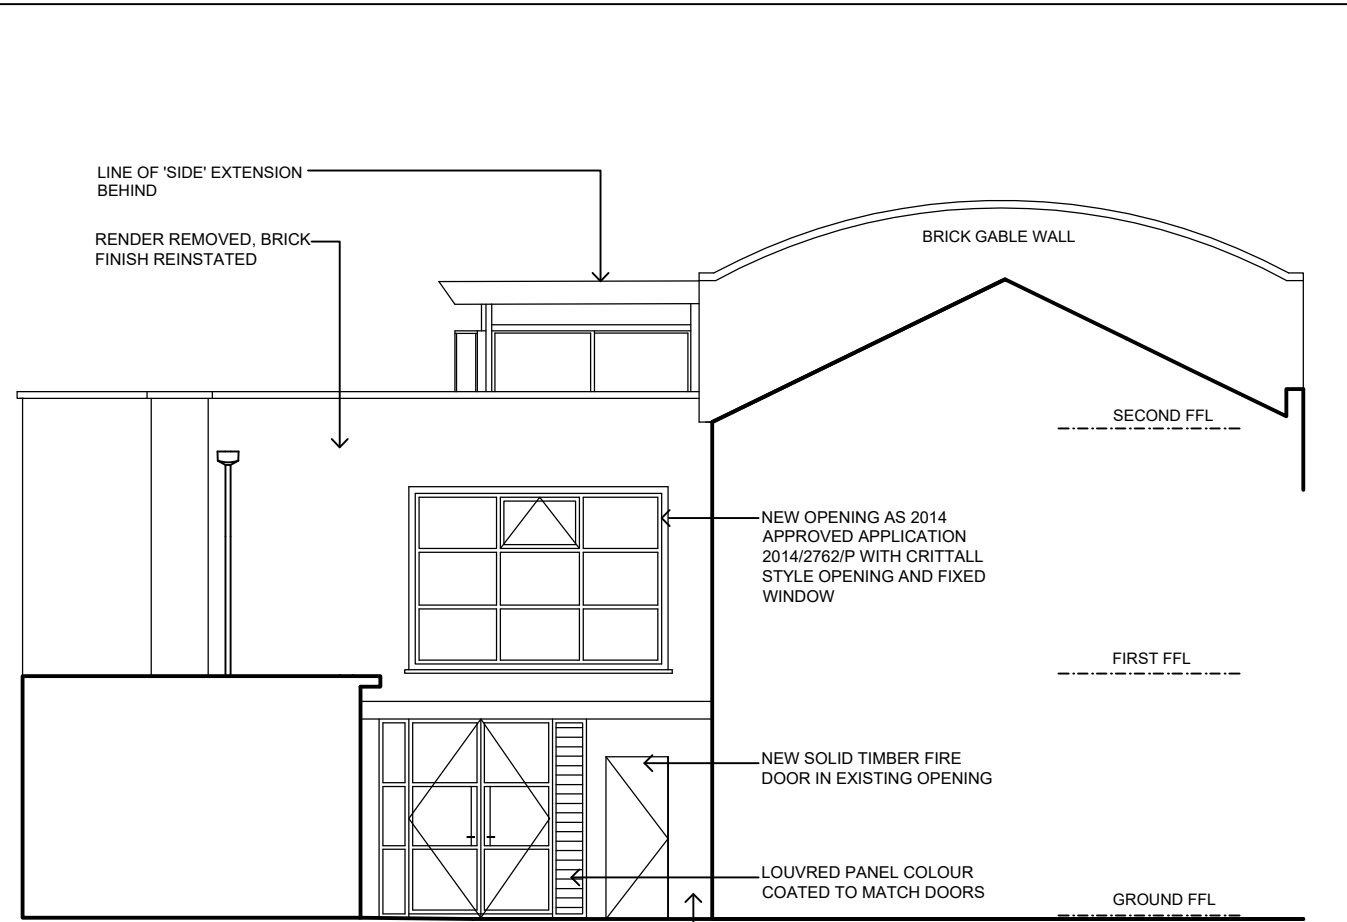 LINE OF 'SIDE' EXTENSION
BEHIND
RENDER REMOVED, BRICK
FINISH REINSTATED
BRICK GABLE WALL
SECOND FFL
NEW OPENING AS 2014
APPROVED APPLICATION
2014/2762/P WITH CRITTALL
STYLE OPENING AND FIXED
WINDOW
FIRST FFL
NEW SOLID TIMBER FIRE
DOOR IN EXISTING OPENING
LOUVRED PANEL COLOUR
COATED TO MATCH DOORS
GROUND FFL